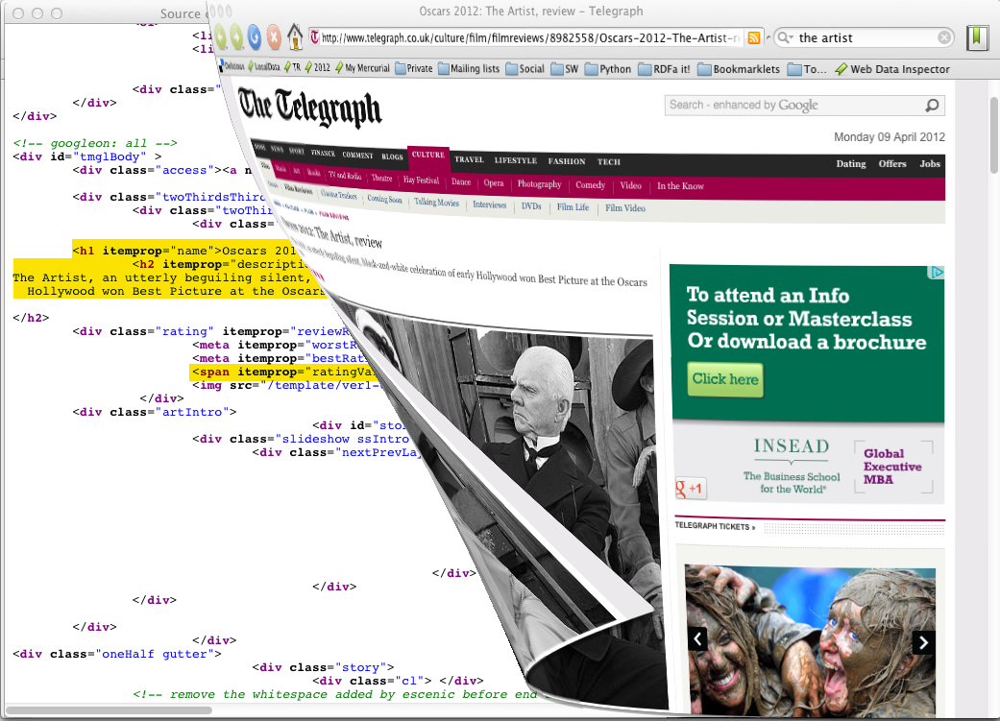 Source
<li
<li
<div class="
</div>
</div>
<!-- googleon: all -->
<div id="tmglBody" >
<div class="access"><a n
<div class="twoThirdsThir
<div class="twoThi
<div class=
<h1 itemprop="name">Oscars 201
<h2 itemprop="descripti
The Artist, an utterly beguiling silent,
Hollywood won Best Picture at the Oscars
</h2>
<div class="rating" itemprop="reviewR
<meta itemprop="worstR
<meta itemprop="bestRat
<span itemprop="ratingVa
<img src="/template/ver1-
</div>
<div class="artIntro">
<div id="sto
<div class="slideshow ssIntro
<div class="nextPrevLay
</div>
</div>
</div>
</div>
</div>
<div class="oneHalf gutter">
<div class="story">
<div class="cl"> </div>
<!-- remove the whitespace added by escenic before end
Oscars 2012: The Artist, review – Telegraph
http://www.telegraph.co.uk/culture/film/filmreviews/8982558/Oscars-2012-The-Artist-r
the artist
Delicious LocalData TR 2012 My Mercurial Private Mailing lists Social SW Python RDFa it! Bookmarklets To... Web Data Inspector
The Telegraph
Search - enhanced by Google
Monday 09 April 2012
HOME NEWS SPORT FINANCE COMMENT BLOGS CULTURE TRAVEL LIFESTYLE FASHION TECH Dating Offers Jobs
Film Music Art Books TV and Radio Theatre Hay Festival Dance Opera Photography Comedy Video In the Know
Film Reviews Cinema Trailers Coming Soon Talking Movies Interviews DVDs Film Life Film Video
CULTURE FILM FILM REVIEWS
Oscars 2012: The Artist, review
utterly beguiling silent, black-and-white celebration of early Hollywood won Best Picture at the Oscars
To attend an Info
Session or Masterclass
Or download a brochure
Click here
INSEAD
The Business School
for the World®
Global
Executive
MBA
g +1
TELEGRAPH TICKETS »